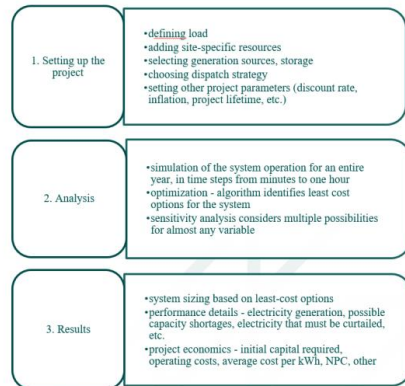 1. Setting up the
project
•defining load
•adding site-specific resources
•selecting generation sources, storage
•choosing dispatch strategy
•setting other project parameters (discount rate,
inflation, project lifetime, etc.)
2. Analysis
•simulation of the system operation for an entire
year, in time steps from minutes to one hour
•optimization - algorithm identifies least cost
options for the system
•sensitivity analysis considers multiple possibilities
for almost any variable
3. Results
•system sizing based on least-cost options
•performance details - electricity generation, possible
capacity shortages, electricity that must be curtailed,
etc.
•project economics - initial capital required,
operating costs, average cost per kWh, NPC, other